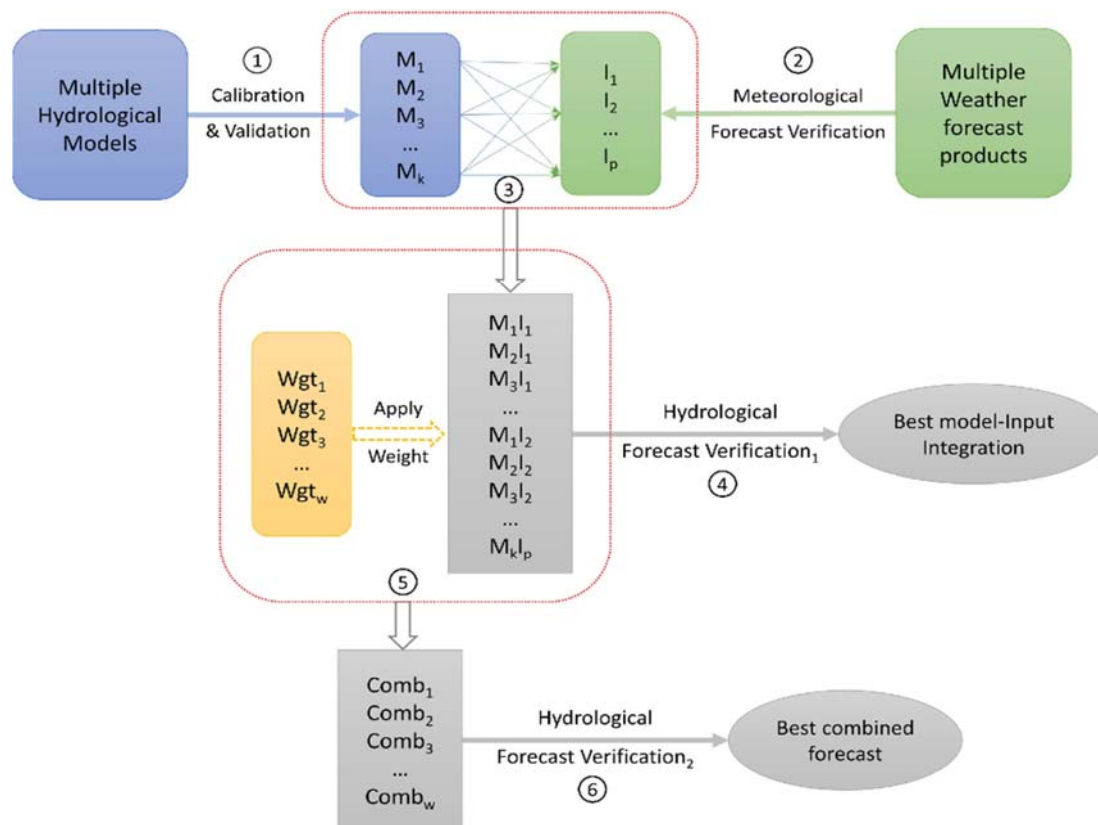 Multiple
Hydrological
Models
①
Calibration
& Validation
M₁
M₂
M₃
...
Mₖ
I₁
I₂
...
Iₚ
②
Meteorological
Forecast Verification
Multiple
Weather
forecast
products
③
Wgt₁
Wgt₂
Wgt₃
...
Wgt_w
Apply
Weight
M₁I₁
M₂I₁
M₃I₁
...
M₁I₂
M₂I₂
M₃I₂
...
MₖIₚ
Hydrological
Forecast Verification₁
④
Best model-Input
Integration
⑤
Comb₁
Comb₂
Comb₃
...
Comb_w
Hydrological
Forecast Verification₂
⑥
Best combined
forecast